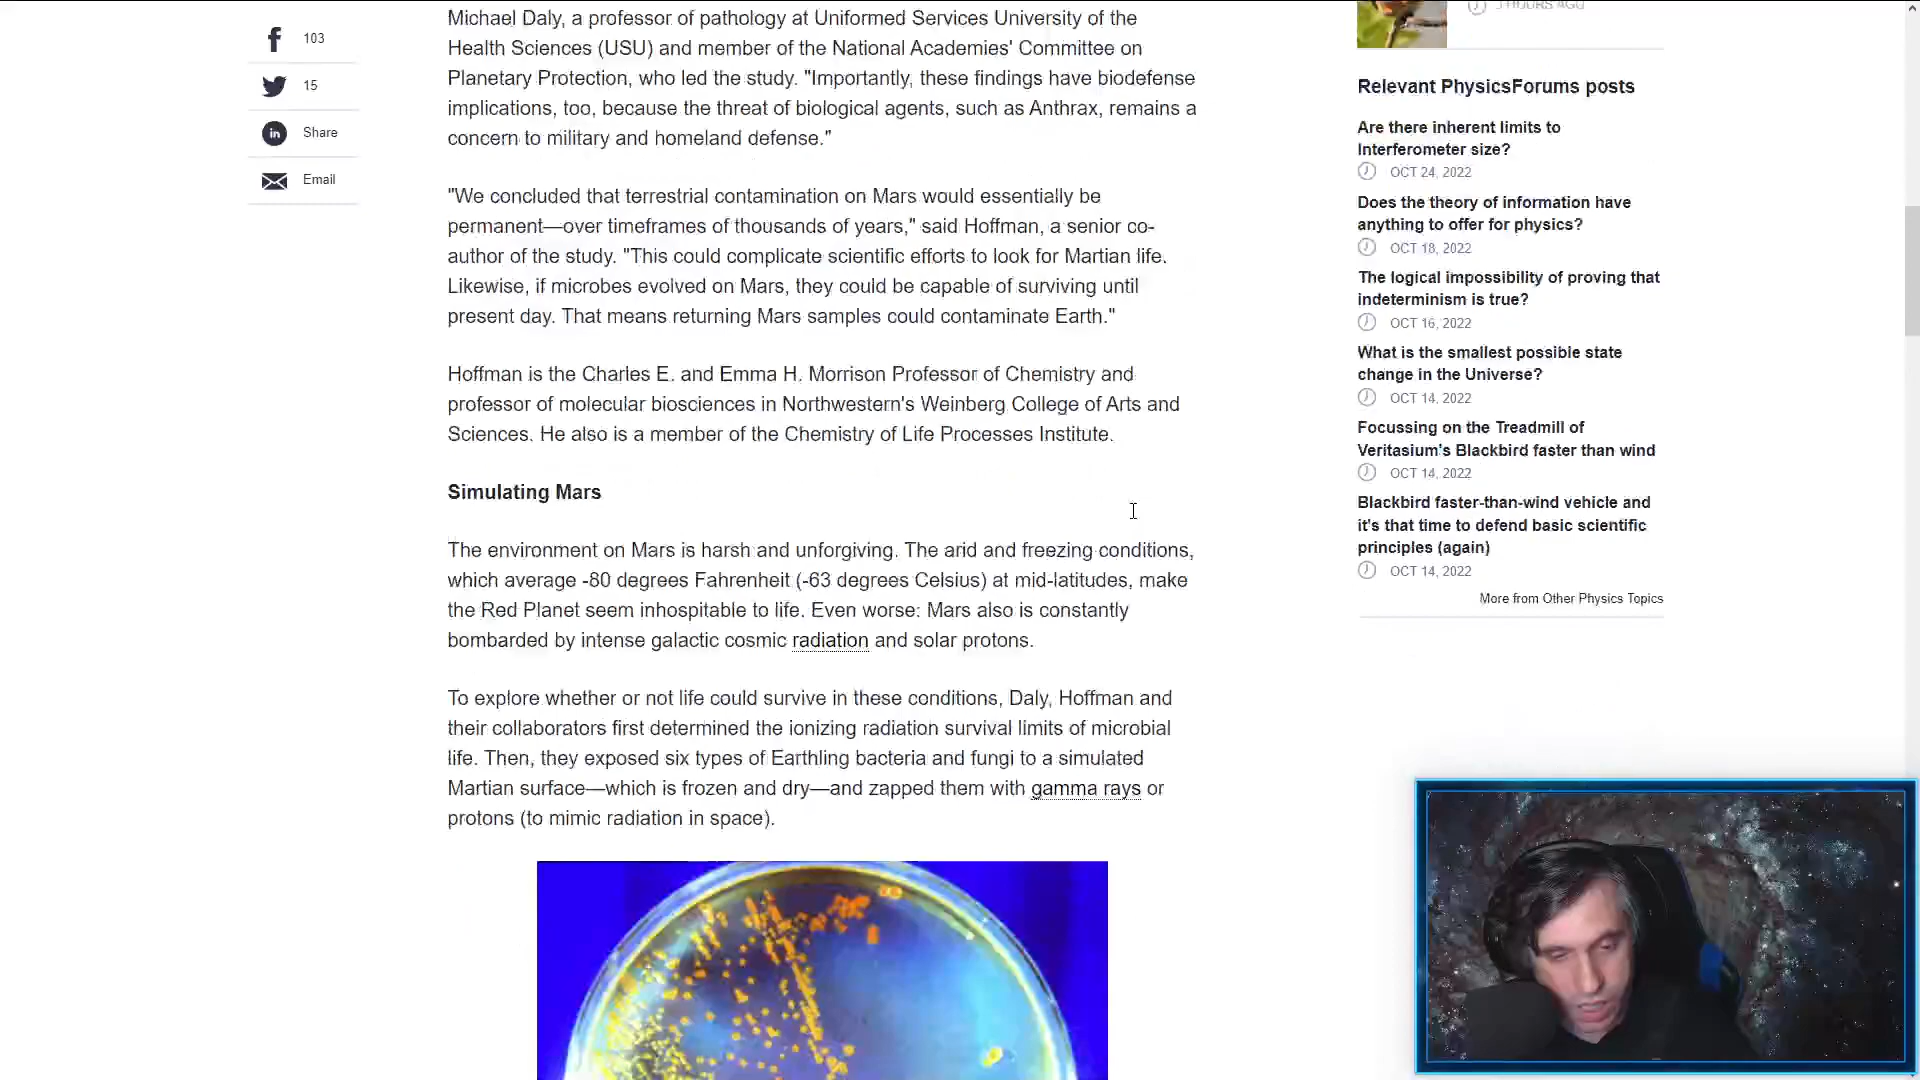 103
15
Share
Email
Michael Daly, a professor of pathology at Uniformed Services University of the
Health Sciences (USU) and member of the National Academies' Committee on
Planetary Protection, who led the study. "Importantly, these findings have biodefense
implications, too, because the threat of biological agents, such as Anthrax, remains a
concern to military and homeland defense."
"We concluded that terrestrial contamination on Mars would essentially be
permanent—over timeframes of thousands of years," said Hoffman, a senior co-
author of the study. "This could complicate scientific efforts to look for Martian life.
Likewise, if microbes evolved on Mars, they could be capable of surviving until
present day. That means returning Mars samples could contaminate Earth."
Hoffman is the Charles E. and Emma H. Morrison Professor of Chemistry and
professor of molecular biosciences in Northwestern's Weinberg College of Arts and
Sciences. He also is a member of the Chemistry of Life Processes Institute.
Simulating Mars
The environment on Mars is harsh and unforgiving. The arid and freezing conditions,
which average -80 degrees Fahrenheit (-63 degrees Celsius) at mid-latitudes, make
the Red Planet seem inhospitable to life. Even worse: Mars also is constantly
bombarded by intense galactic cosmic radiation and solar protons.
To explore whether or not life could survive in these conditions, Daly, Hoffman and
their collaborators first determined the ionizing radiation survival limits of microbial
life. Then, they exposed six types of Earthling bacteria and fungi to a simulated
Martian surface—which is frozen and dry—and zapped them with gamma rays or
protons (to mimic radiation in space).
HOURS AGO
Relevant PhysicsForums posts
Are there inherent limits to
Interferometer size?
OCT 24, 2022
Does the theory of information have
anything to offer for physics?
OCT 18, 2022
The logical impossibility of proving that
indeterminism is true?
OCT 16, 2022
What is the smallest possible state
change in the Universe?
OCT 14, 2022
Focussing on the Treadmill of
Veritasium's Blackbird faster than wind
OCT 14, 2022
Blackbird faster-than-wind vehicle and
it's that time to defend basic scientific
principles (again)
OCT 14, 2022
More from Other Physics Topics